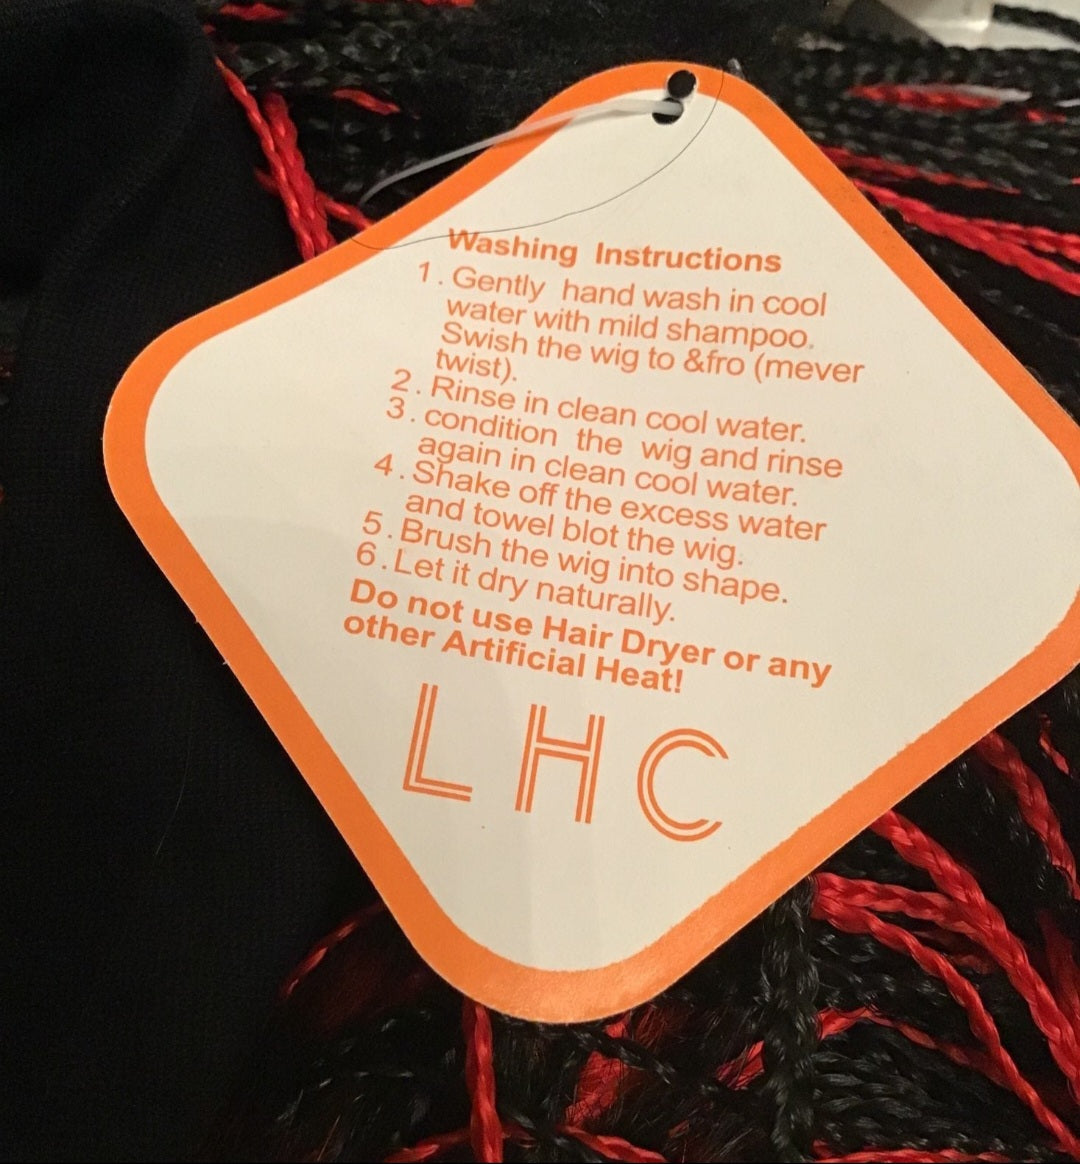 Washing Instructions
1. Gently hand wash in cool
water with mild shampoo.
Swish the wig to &fro (mever
twist).
2. Rinse in clean cool water.
3. condition the wig and rinse
again in clean cool water.
4. Shake off the excess water
and towel blot the wig.
5. Brush the wig into shape.
6. Let it dry naturally.
Do not use Hair Dryer or any
other Artificial Heat!
LHC